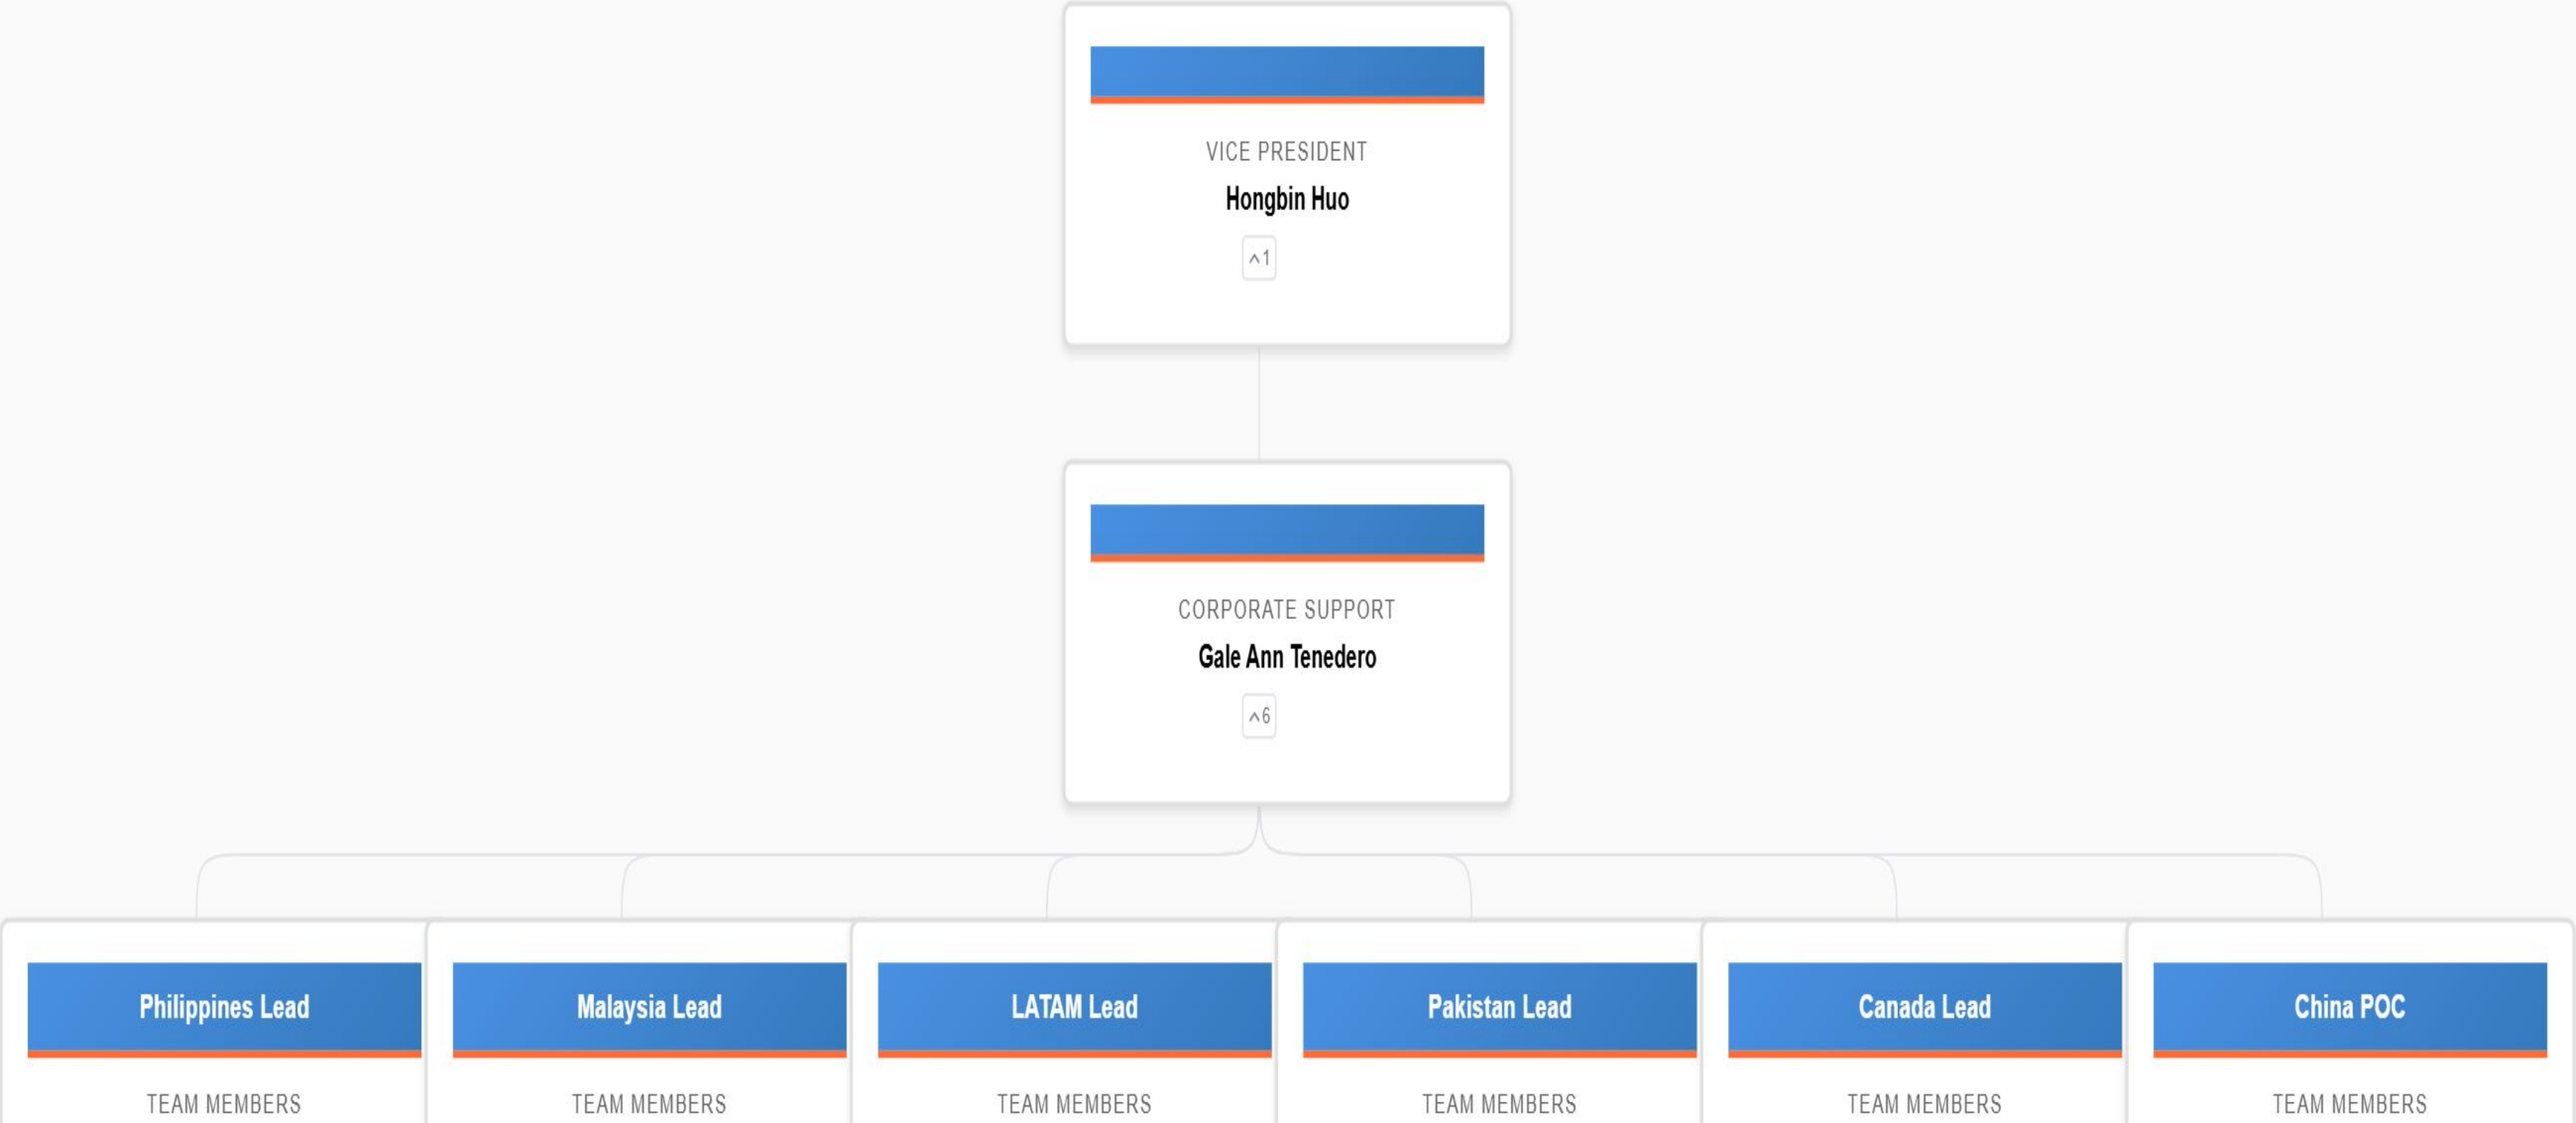 VICE PRESIDENT
Hongbin Huo
^1
CORPORATE SUPPORT
Gale Ann Tenedero
^6
Philippines Lead
Malaysia Lead
LATAM Lead
Pakistan Lead
Canada Lead
China POC
TEAM MEMBERS
TEAM MEMBERS
TEAM MEMBERS
TEAM MEMBERS
TEAM MEMBERS
TEAM MEMBERS